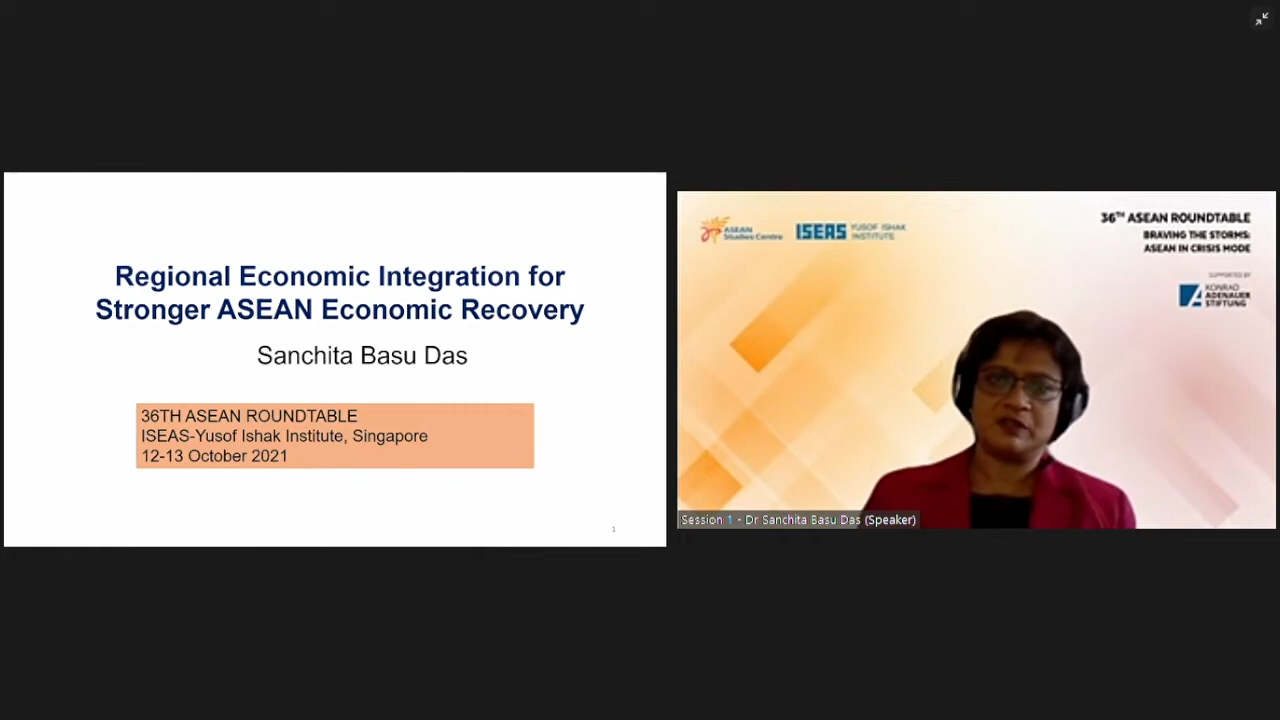 Regional Economic Integration for
Stronger ASEAN Economic Recovery
Sanchita Basu Das
36TH ASEAN ROUNDTABLE
ISEAS-Yusof Ishak Institute, Singapore
12-13 October 2021
1
ASEAN
Studies Centre
ISEAS
YUSOF ISHAK
INSTITUTE
36TH ASEAN ROUNDTABLE
BRAVING THE STORMS:
ASEAN IN CRISIS MODE
SUPPORTED BY
KONRAD
ADENAUER
STIFTUNG
Session 1 - Dr Sanchita Basu Das (Speaker)